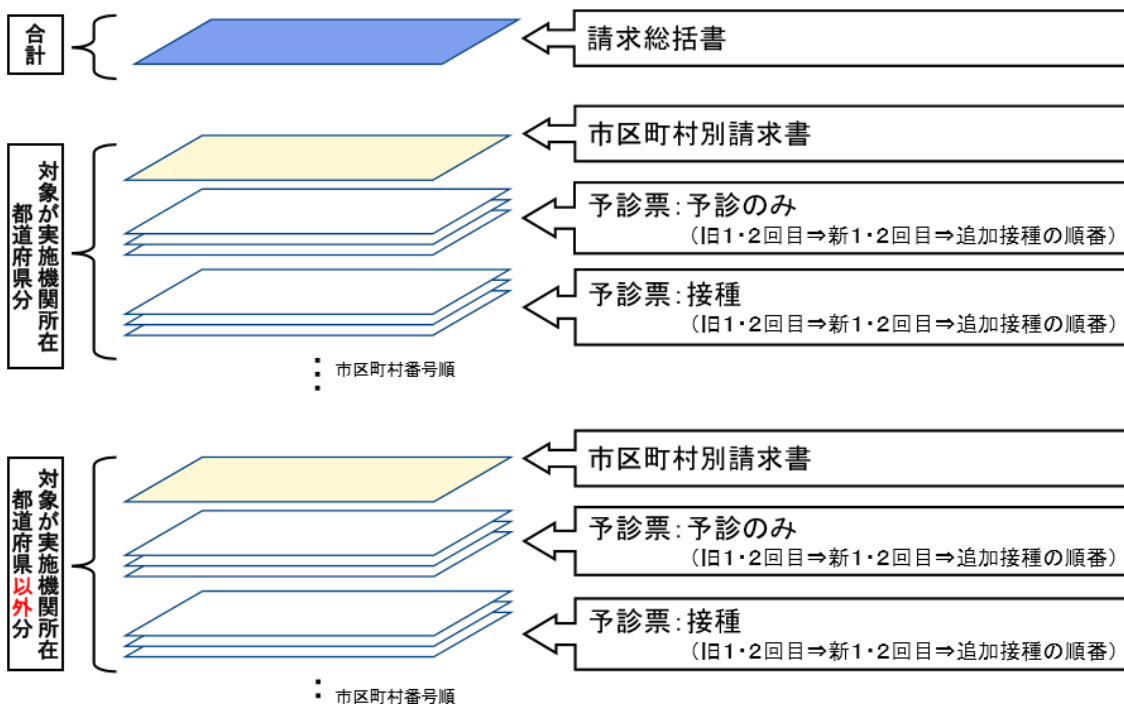 合計
請求総括書
対象が実施機関所在
都道府県分
市区町村別請求書
予診票:予診のみ
(旧1・2回目⇒新1・2回目⇒追加接種の順番)
予診票:接種
(旧1・2回目⇒新1・2回目⇒追加接種の順番)
市区町村番号順
対象が実施機関所在
都道府県以外分
市区町村別請求書
予診票:予診のみ
(旧1・2回目⇒新1・2回目⇒追加接種の順番)
予診票:接種
(旧1・2回目⇒新1・2回目⇒追加接種の順番)
市区町村番号順